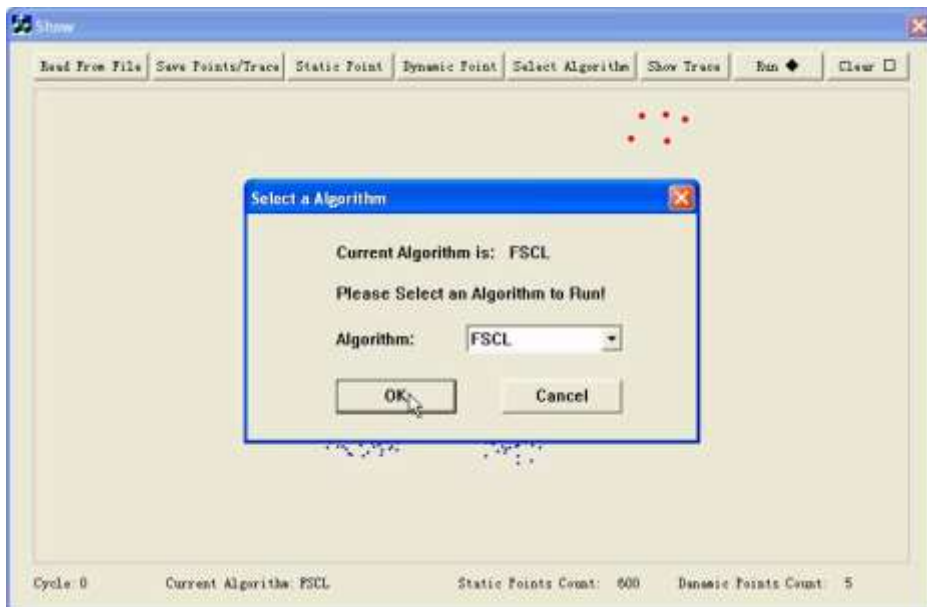 Show
Read From File Save Points/Trace Static Point Dynamic Point Select Algorithm Show Trace Run Clear
Select a Algorithm
Current Algorithm is: FSCL
Please Select an Algorithm to Run!
Algorithm: FSCL
OK Cancel
Cycle: 0 Current Algorithm: FSCL Static Points Count: 600 Danamic Points Count: 5